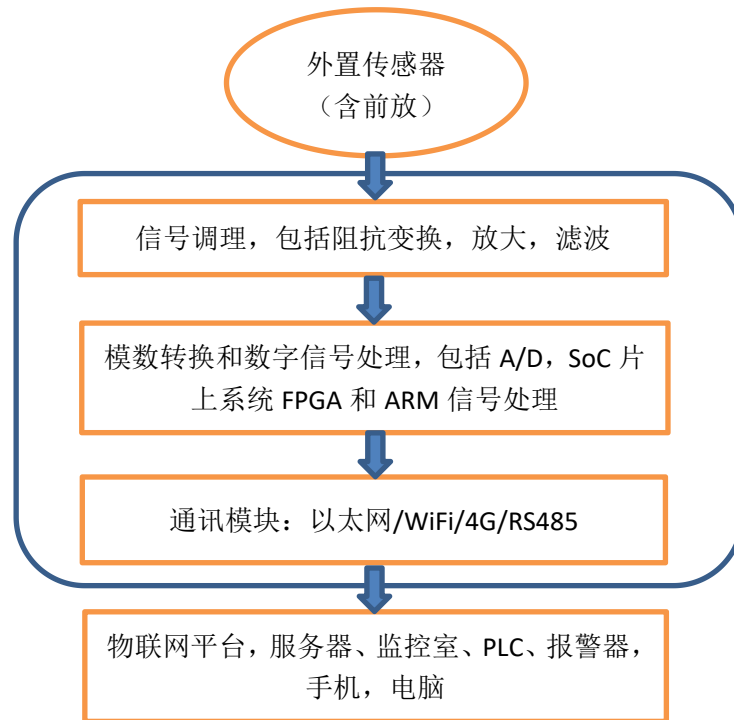 外置传感器
（含前放）
信号调理，包括阻抗变换，放大，滤波
模数转换和数字信号处理，包括 A/D，SoC 片
上系统 FPGA 和 ARM 信号处理
通讯模块：以太网/WiFi/4G/RS485
物联网平台，服务器、监控室、PLC、报警器，
手机，电脑